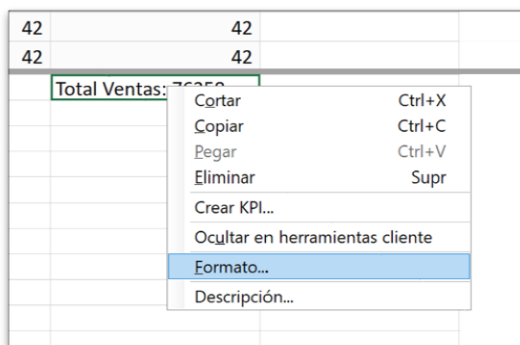 42 42
42 42
Total Ventas:
Cortar Ctrl+X
Copiar Ctrl+C
Pegar Ctrl+V
Eliminar Supr
Crear KPI...
Ocultar en herramientas cliente
Formato...
Descripción...